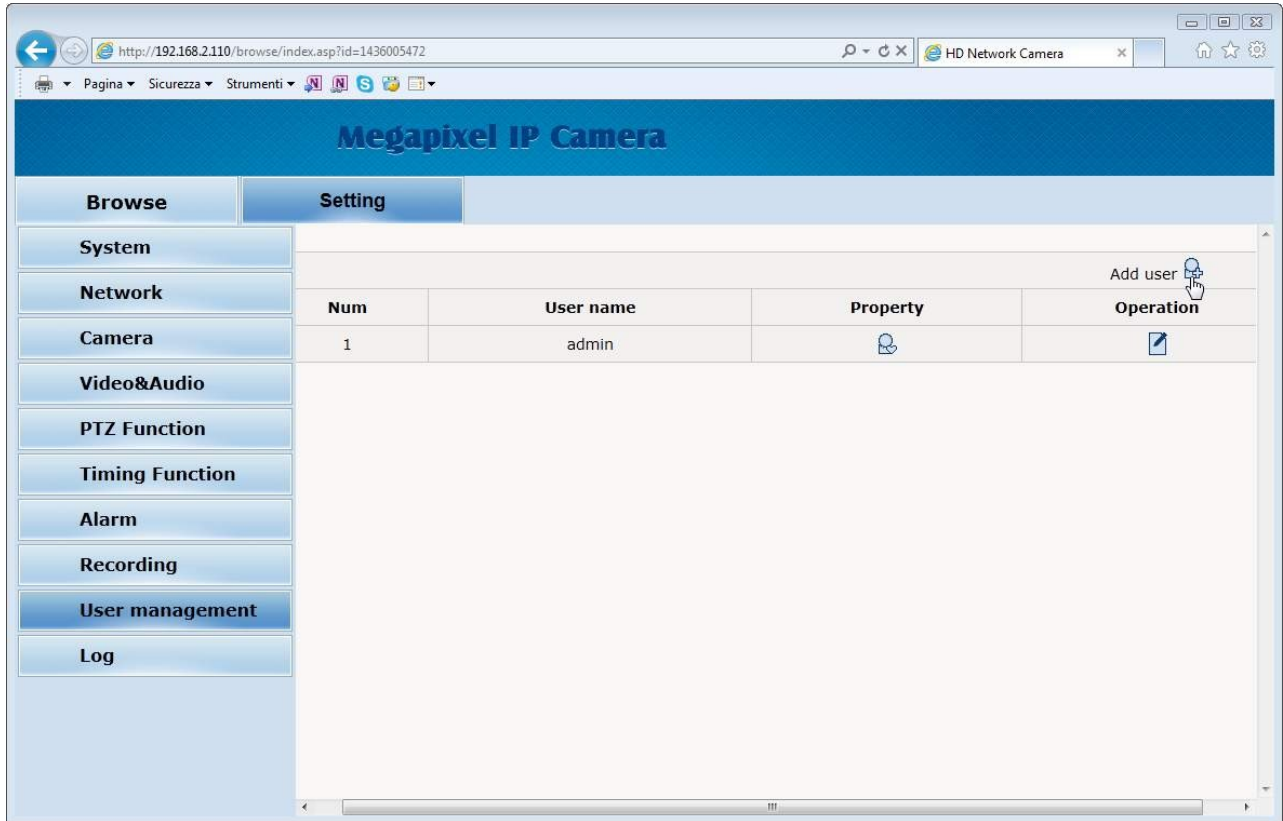 http://192.168.2.110/browse/index.asp?id=1436005472
HD Network Camera
Pagina Sicurezza Strumenti
Megapixel IP Camera
Browse Setting
System
Network
Camera
Video&Audio
PTZ Function
Timing Function
Alarm
Recording
User management
Log
Add user
Num User name Property Operation
1 admin